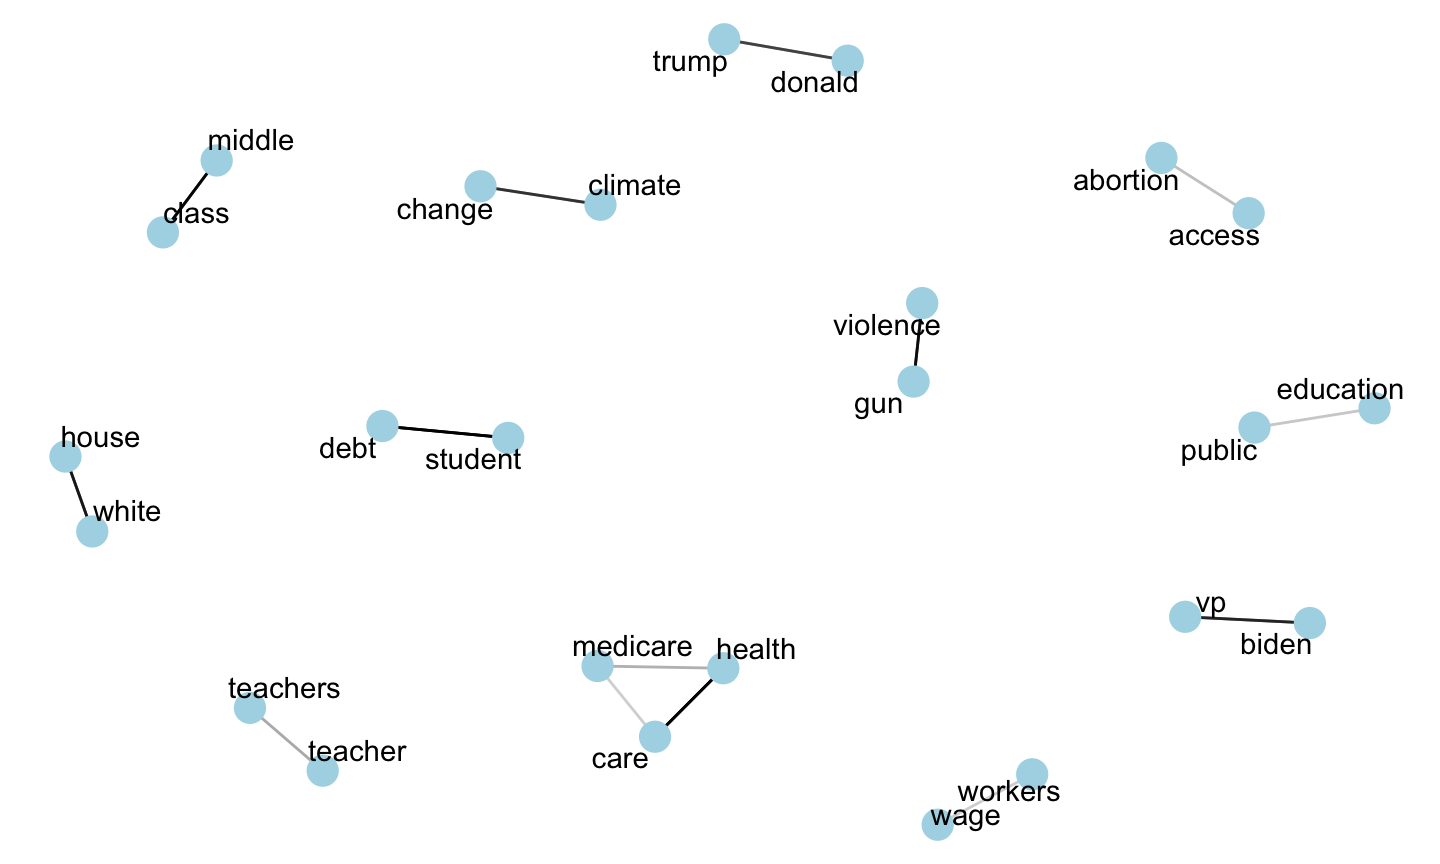 trump
donald
middle
class
change
climate
abortion
access
violence
gun
education
public
house
white
debt
student
vp
biden
medicare
health
care
teachers
teacher
workers
wage